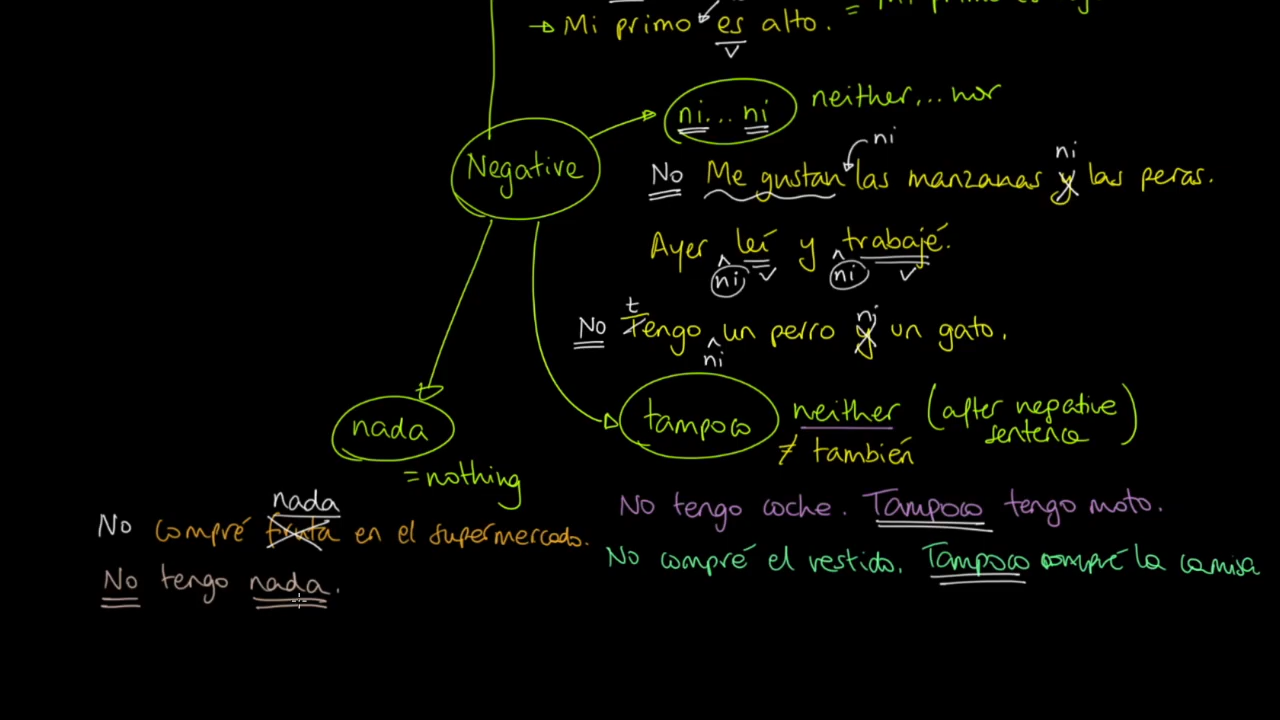 → Mi primo es alto. =
v
Negative
ni... ni neither... nor
ni ni
No Me gustan las manzanas y las peras.
Ayer leí y trabajé.
ni v ni v
t ni
No Tengo un perro y un gato.
ni
nada
= nothing
tampoco neither (after negative sentence)
≠ también
nada
No compré fruta en el supermercado.
No tengo nada.
No tengo coche. Tampoco tengo moto.
No compré el vestido. Tampoco compré la camisa